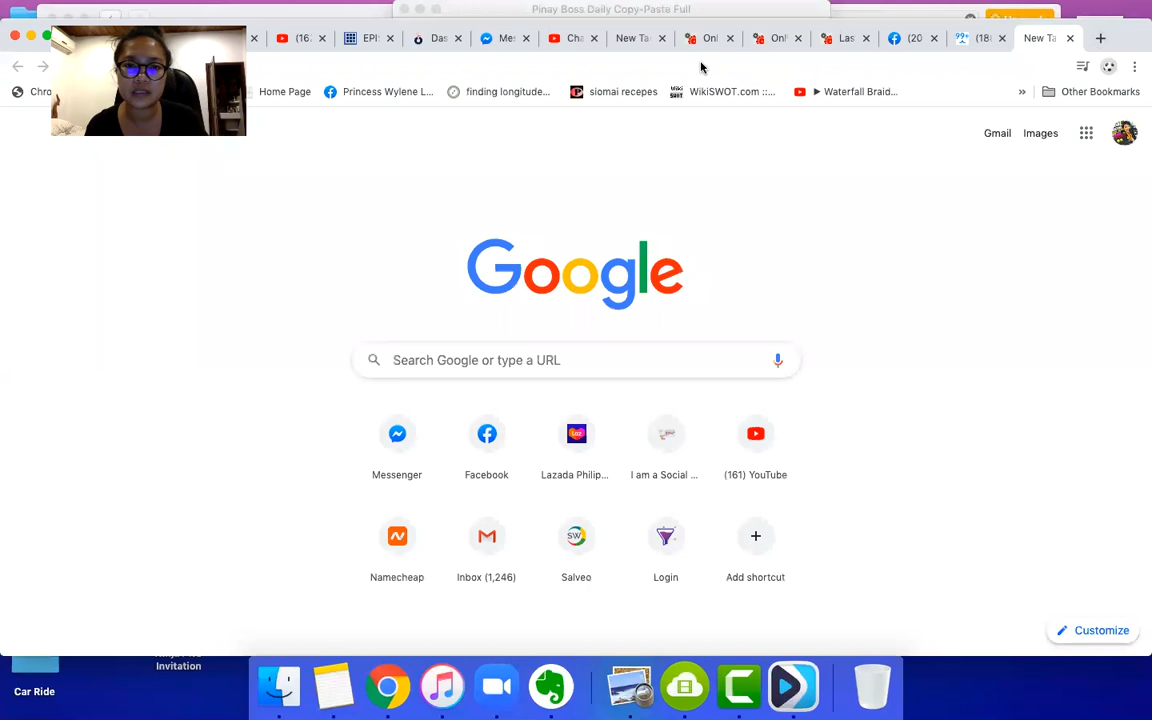 Pinay Boss Daily Copy-Paste Full
(162
EPIS
Das
Mes
Cha
New Ta
Onl
Onl
Las
(20
(18
New Ta
Chro
Home Page
Princess Wylene L...
finding longitude...
siomai recepes
WikiSWOT.com ::...
► Waterfall Braid...
»
Other Bookmarks
Gmail
Images
Google
Search Google or type a URL
Messenger
Facebook
Lazada Philip...
I am a Social ...
(161) YouTube
Namecheap
Inbox (1,246)
Salveo
Login
Add shortcut
Customize
Invitation
Car Ride